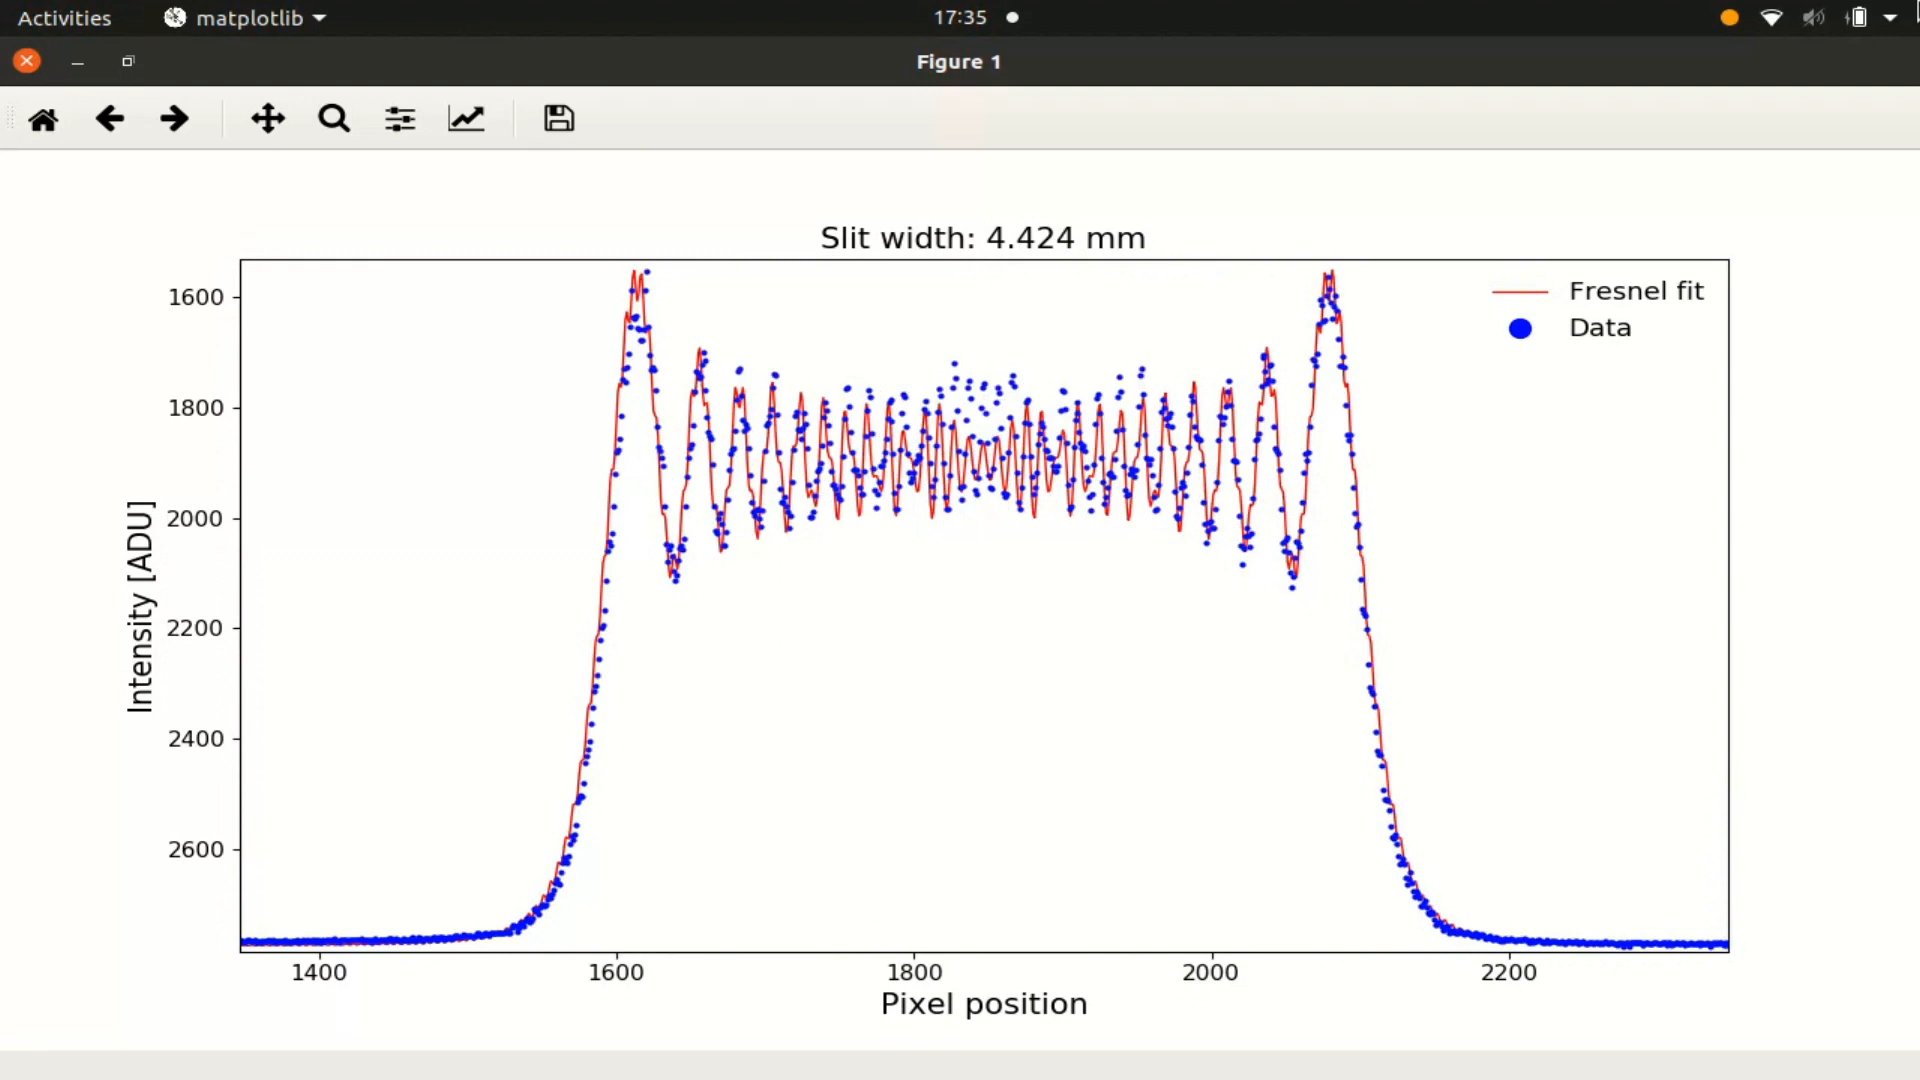 Activities
matplotlib
17:35
Figure 1
Slit width: 4.424 mm
Fresnel fit
Data
Intensity [ADU]
1600
1800
2000
2200
2400
2600
1400 1600 1800 2000 2200
Pixel position